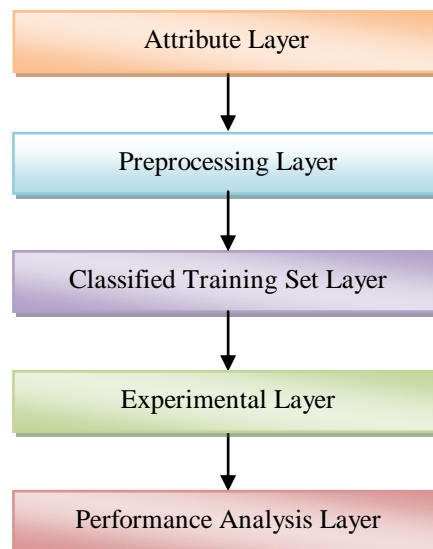 Attribute Layer
Preprocessing Layer
Classified Training Set Layer
Experimental Layer
Performance Analysis Layer